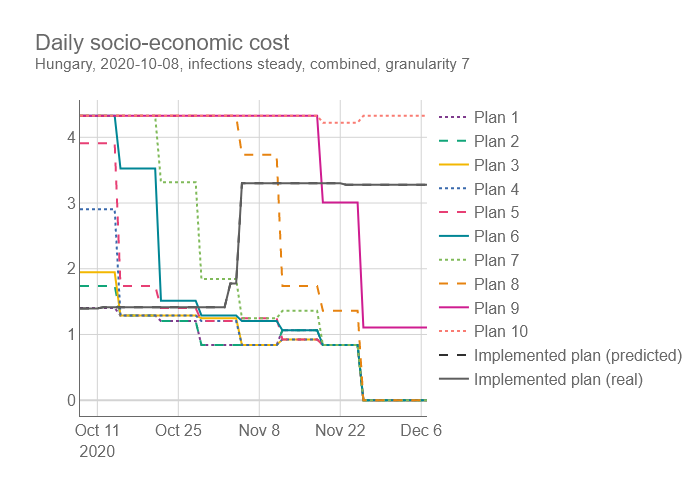 Daily socio-economic cost
Hungary, 2020-10-08, infections steady, combined, granularity 7
4
3
2
1
0
Oct 11
2020
Oct 25
Nov 8
Nov 22
Dec 6
Plan 1
Plan 2
Plan 3
Plan 4
Plan 5
Plan 6
Plan 7
Plan 8
Plan 9
Plan 10
Implemented plan (predicted)
Implemented plan (real)